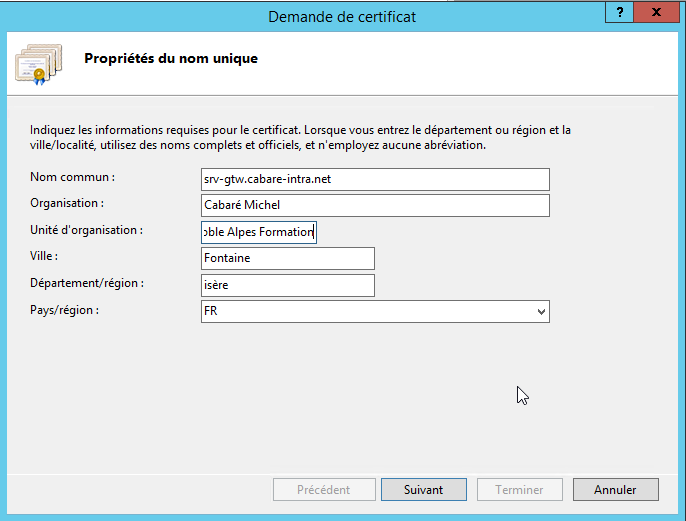 Demande de certificat
?
x
Propriétés du nom unique
Indiquez les informations requises pour le certificat. Lorsque vous entrez le département ou région et la
ville/localité, utilisez des noms complets et officiels, et n'employez aucune abréviation.
Nom commun : srv-gtw.cabare-intra.net
Organisation : Cabaré Michel
Unité d'organisation : oble Alpes Formation
Ville : Fontaine
Département/région : isère
Pays/région : FR
Précédent Suivant Terminer Annuler